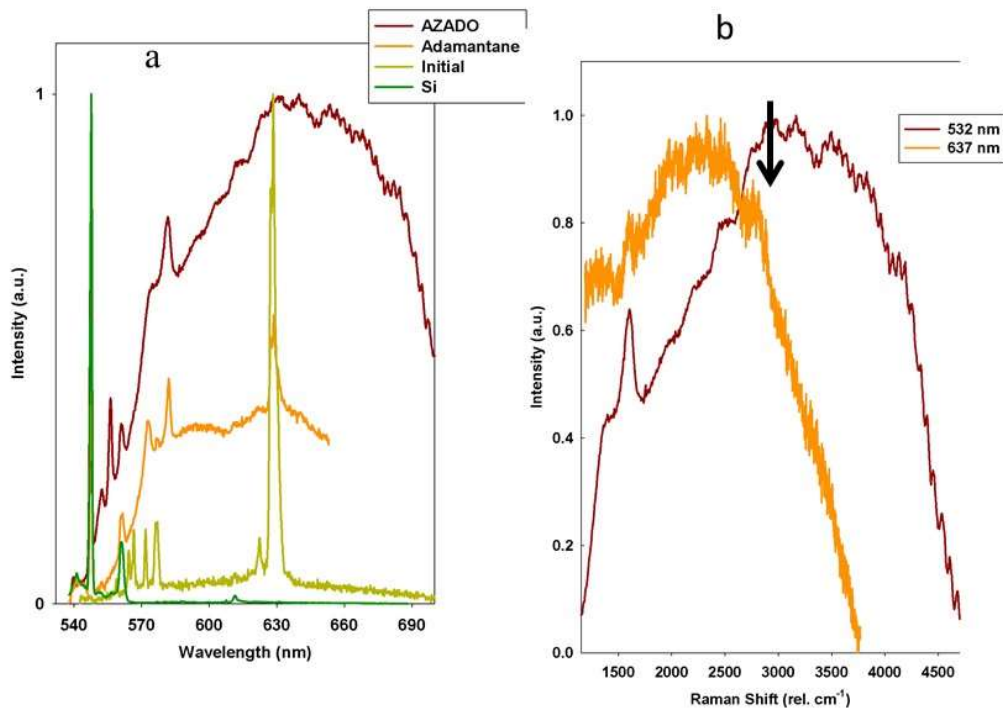 a
AZADO
Adamantane
Initial
Si
1
0
Intensity (a.u.)
540 570 600 630 660 690
Wavelength (nm)
b
532 nm
637 nm
1.0
0.8
0.6
0.4
0.2
0.0
Intensity (a.u.)
1500 2000 2500 3000 3500 4000 4500
Raman Shift (rel. cm⁻¹)